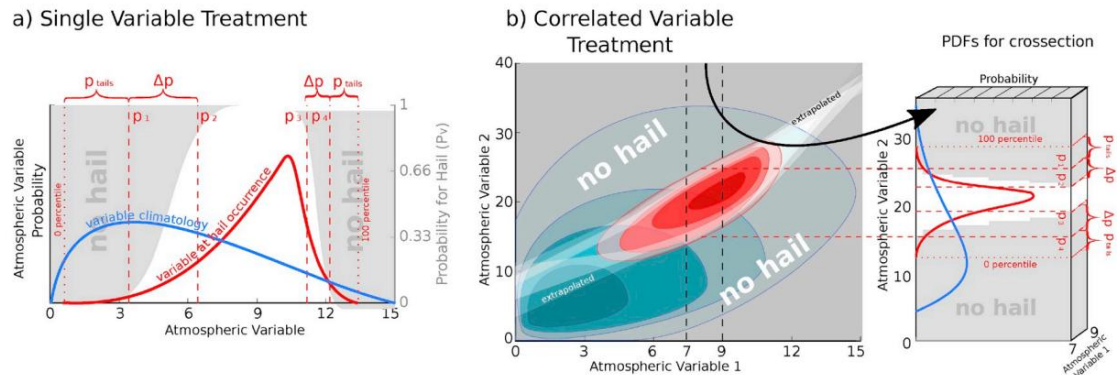 a) Single Variable Treatment
p tails
Δp
Δp
p tails
p 1
p 2
p 3
p 4
0 percentile
no hail
variable climatology
variable at hail occurrence
no hail
100 percentile
Atmospheric Variable
Probability
1
0.66
0.33
0
Probability for Hail (Pv)
0
3
6
9
12
15
Atmospheric Variable
b) Correlated Variable
Treatment
40
30
20
10
0
Atmospheric Variable 2
no hail
extrapolated
extrapolated
no hail
0
3
6
7
9
12
15
Atmospheric Variable 1
PDFs for crossection
Probability
no hail
100 percentile
30
20
10
0
Atmospheric Variable 2
Δp
Δp
p tails
0 percentile
no hail
7
9
Atmospheric
Variable 1